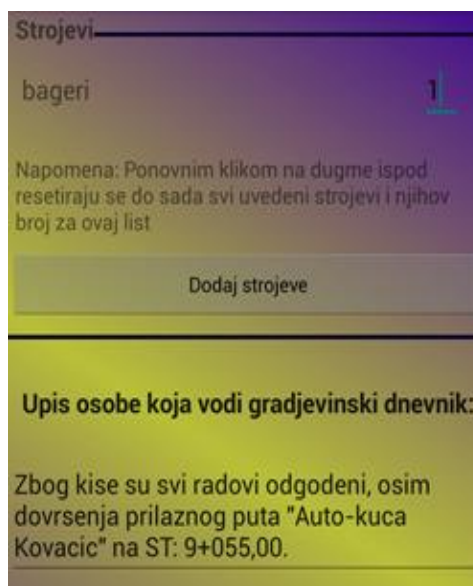 Strojevi
bageri
1
Napomena: Ponovnim klikom na dugme ispod
resetiraju se do sada svi uvedeni strojevi i njihov
broj za ovaj list
Dodaj strojeve
Upis osobe koja vodi gradjevinski dnevnik:
Zbog kise su svi radovi odgodeni, osim
dovrsenja prilaznog puta "Auto-kuca
Kovacic" na ST: 9+055,00.